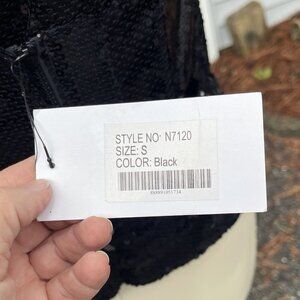 STYLE NO· N7120
SIZE: S
COLOR: Black